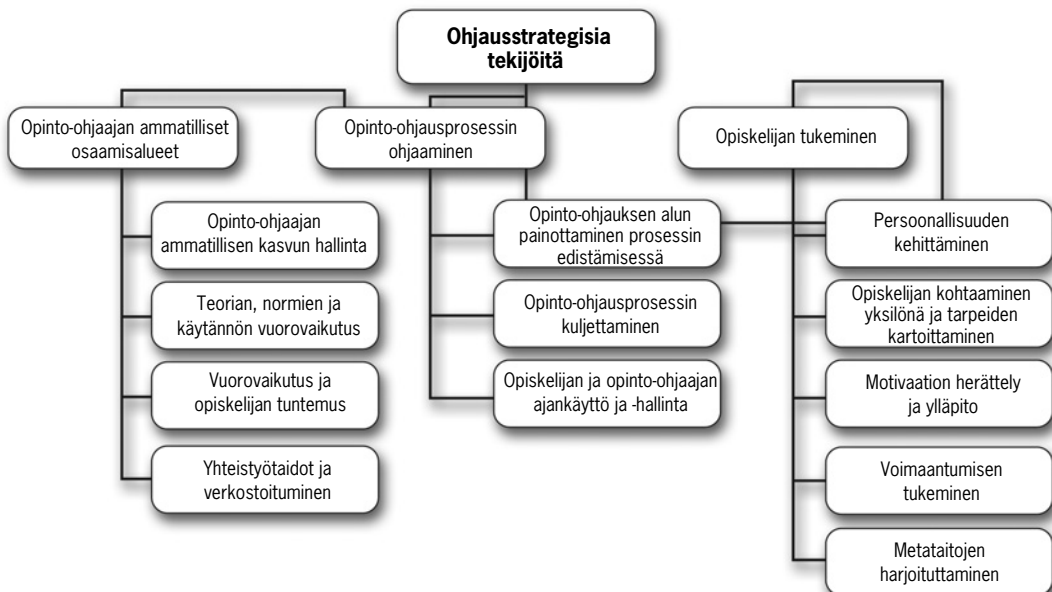 Ohjausstrategisia
tekijöitä
Opinto-ohjaajan ammatilliset
osaamisalueet
Opinto-ohjausprosessin
ohjaaminen
Opiskelijan tukeminen
Opinto-ohjaajan
ammatillisen kasvun hallinta
Teorian, normien ja
käytännön vuorovaikutus
Vuorovaikutus ja
opiskelijan tuntemus
Yhteistyötaidot ja
verkostoituminen
Opinto-ohjauksen alun
painottaminen prosessin
edistämisessä
Opinto-ohjausprosessin
kuljettaminen
Opiskelijan ja opinto-ohjaajan
ajankäyttö ja -hallinta
Persoonallisuuden
kehittäminen
Opiskelijan kohtaaminen
yksilönä ja tarpeiden
kartoittaminen
Motivaation herättely
ja ylläpito
Voimaantumisen
tukeminen
Metataitojen
harjoituttaminen